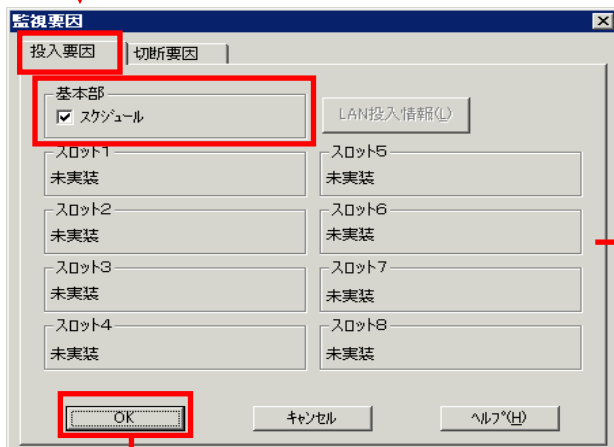 監視要因
投入要因 切断要因
基本部
スケジュール
LAN投入情報(L)
スロット1
未実装
スロット5
未実装
スロット2
未実装
スロット6
未実装
スロット3
未実装
スロット7
未実装
スロット4
未実装
スロット8
未実装
OK キャンセル ヘルプ(H)